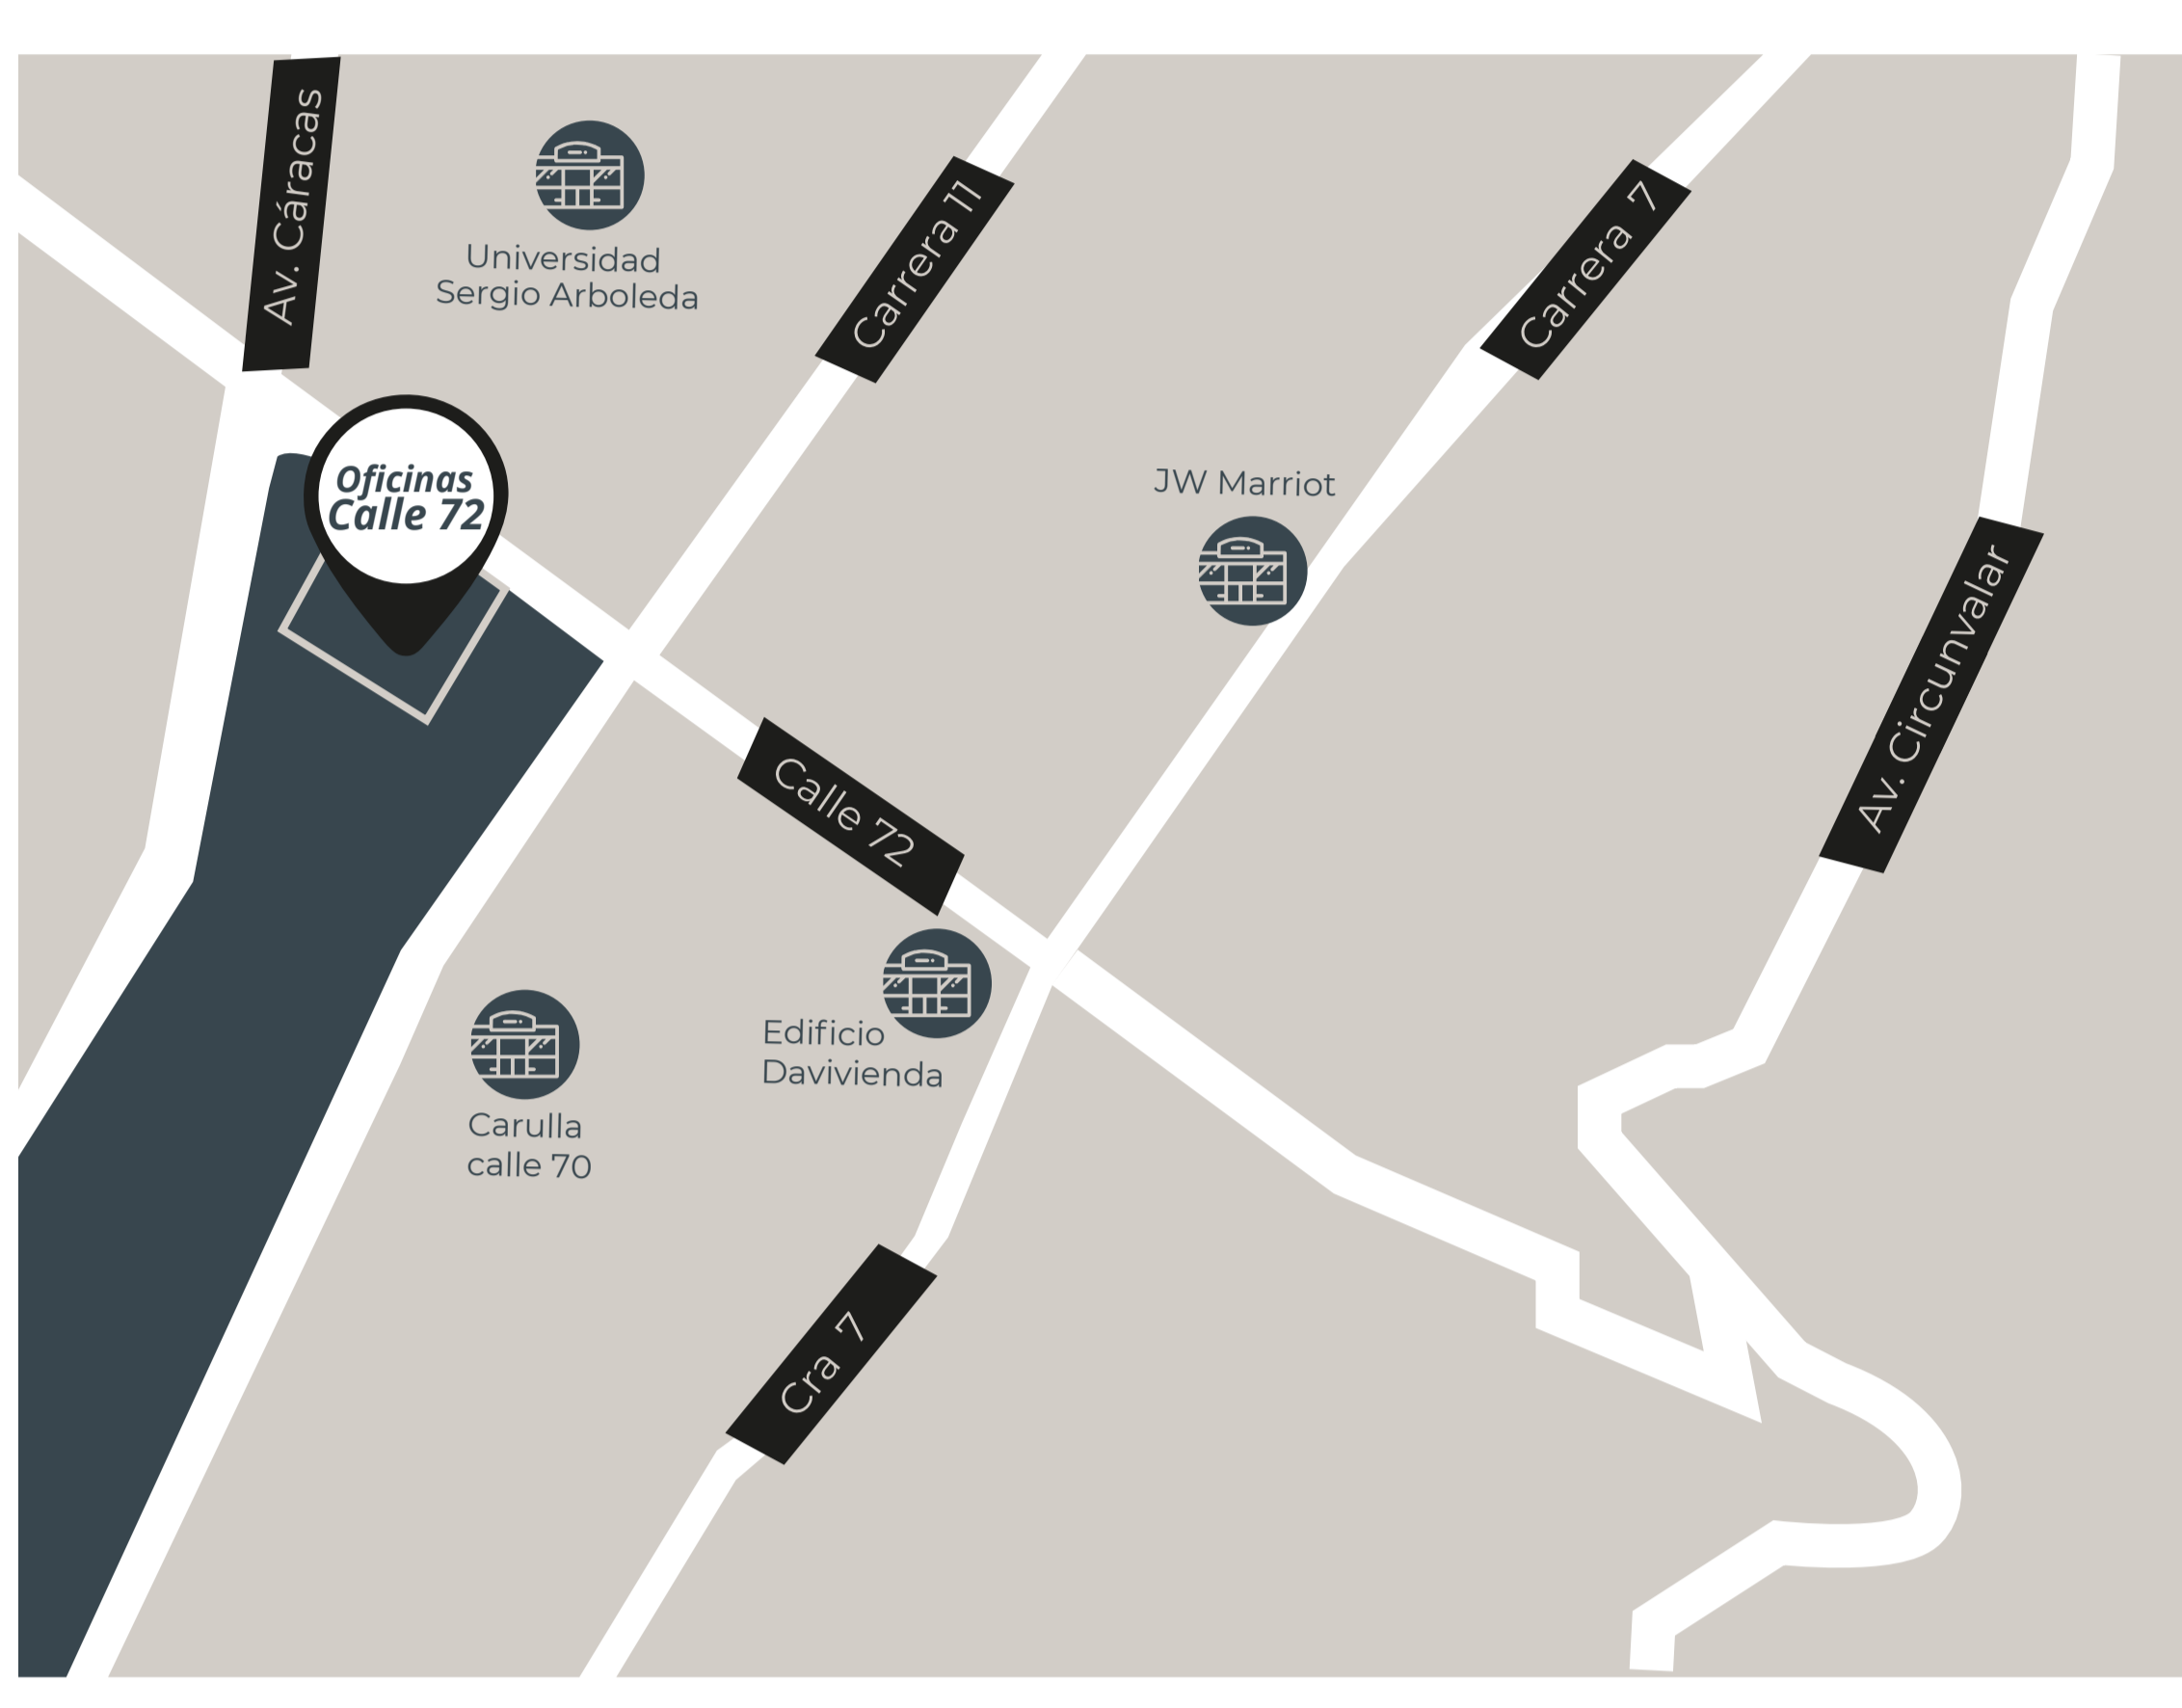 Av. Cáracas
Universidad
Sergio Arboleda
Carrera 11
Carrera 7
Oficinas
Calle 72
JW Marriot
Av. Circunvalar
Calle 72
Edificio
Davivienda
Carulla
calle 70
Cra 7